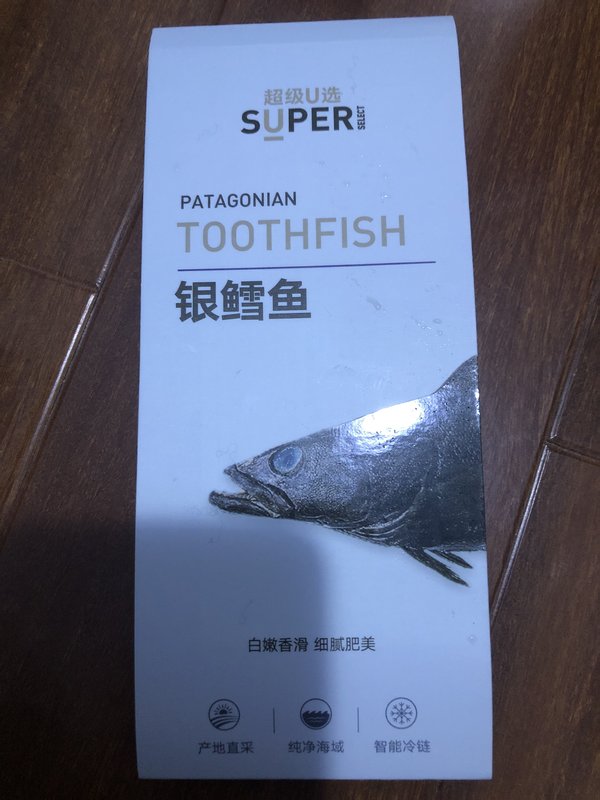 超级U选
SUPER SELECT
PATAGONIAN
TOOTHFISH
银鳕鱼
白嫩香滑 细腻肥美
产地直采 纯净海域 智能冷链